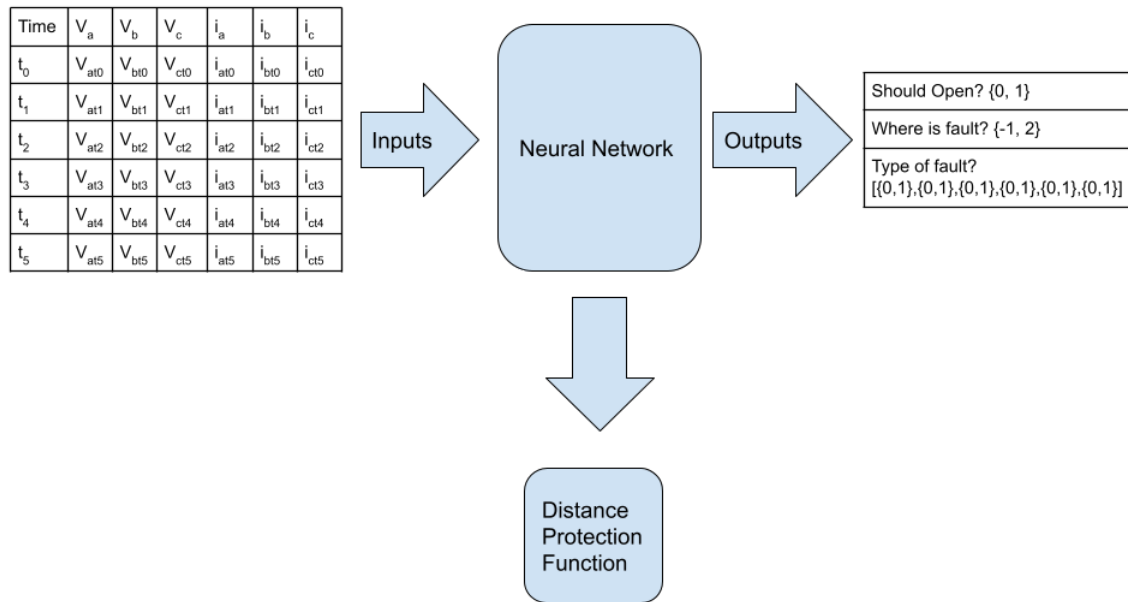 Time V_a V_b V_c i_a i_b i_c
t_0 V_at0 V_bt0 V_ct0 i_at0 i_bt0 i_ct0
t_1 V_at1 V_bt1 V_ct1 i_at1 i_bt1 i_ct1
t_2 V_at2 V_bt2 V_ct2 i_at2 i_bt2 i_ct2
t_3 V_at3 V_bt3 V_ct3 i_at3 i_bt3 i_ct3
t_4 V_at4 V_bt4 V_ct4 i_at4 i_bt4 i_ct4
t_5 V_at5 V_bt5 V_ct5 i_at5 i_bt5 i_ct5
Inputs
Neural Network
Outputs
Should Open? {0, 1}
Where is fault? {-1, 2}
Type of fault?
[{0,1},{0,1},{0,1},{0,1},{0,1},{0,1}]
Distance
Protection
Function